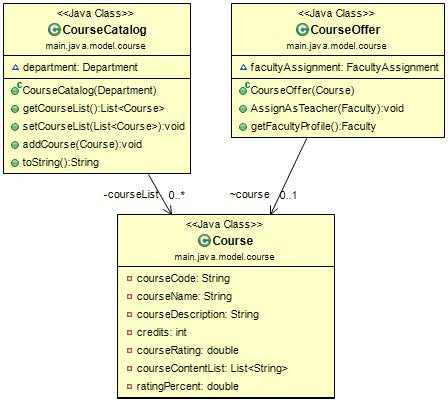 <<Java Class>>
CourseCatalog
main.java.model.course
department: Department
CourseCatalog(Department)
getCourseList():List<Course>
setCourseList(List<Course>):void
addCourse(Course):void
toString():String
<<Java Class>>
CourseOffer
main.java.model.course
facultyAssignment: FacultyAssignment
CourseOffer(Course)
AssignAsTeacher(Faculty):void
getFacultyProfile():Faculty
-courseList 0..*
~course 0..1
<<Java Class>>
Course
main.java.model.course
courseCode: String
courseName: String
courseDescription: String
credits: int
courseRating: double
courseContentList: List<String>
ratingPercent: double